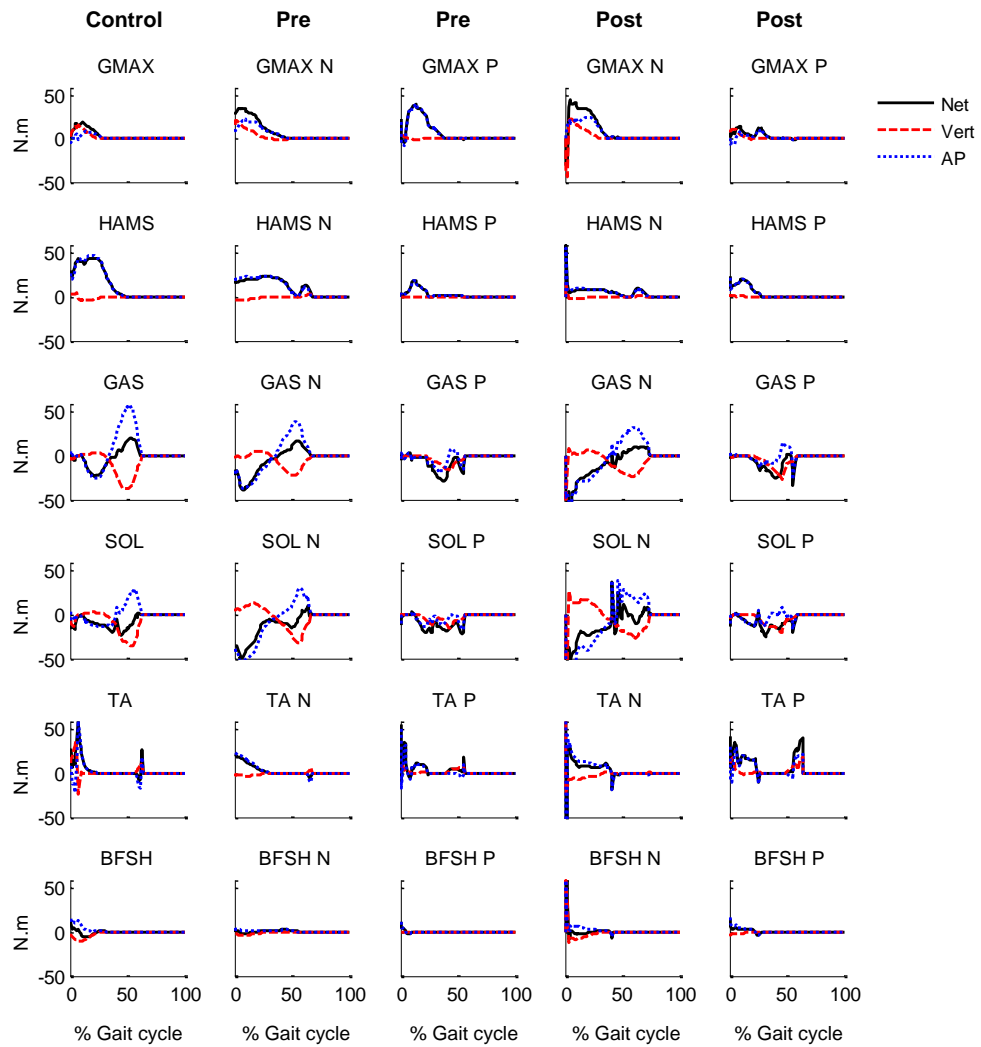 Control Pre Pre Post Post
GMAX GMAX N GMAX P GMAX N GMAX P
50
0
-50
N.m
Net
Vert
AP
HAMS HAMS N HAMS P HAMS N HAMS P
50
0
-50
N.m
GAS GAS N GAS P GAS N GAS P
50
0
-50
N.m
SOL SOL N SOL P SOL N SOL P
50
0
-50
N.m
TA TA N TA P TA N TA P
50
0
-50
N.m
BFSH BFSH N BFSH P BFSH N BFSH P
50
0
-50
N.m
0 50 100 0 50 100 0 50 100 0 50 100 0 50 100
% Gait cycle % Gait cycle % Gait cycle % Gait cycle % Gait cycle